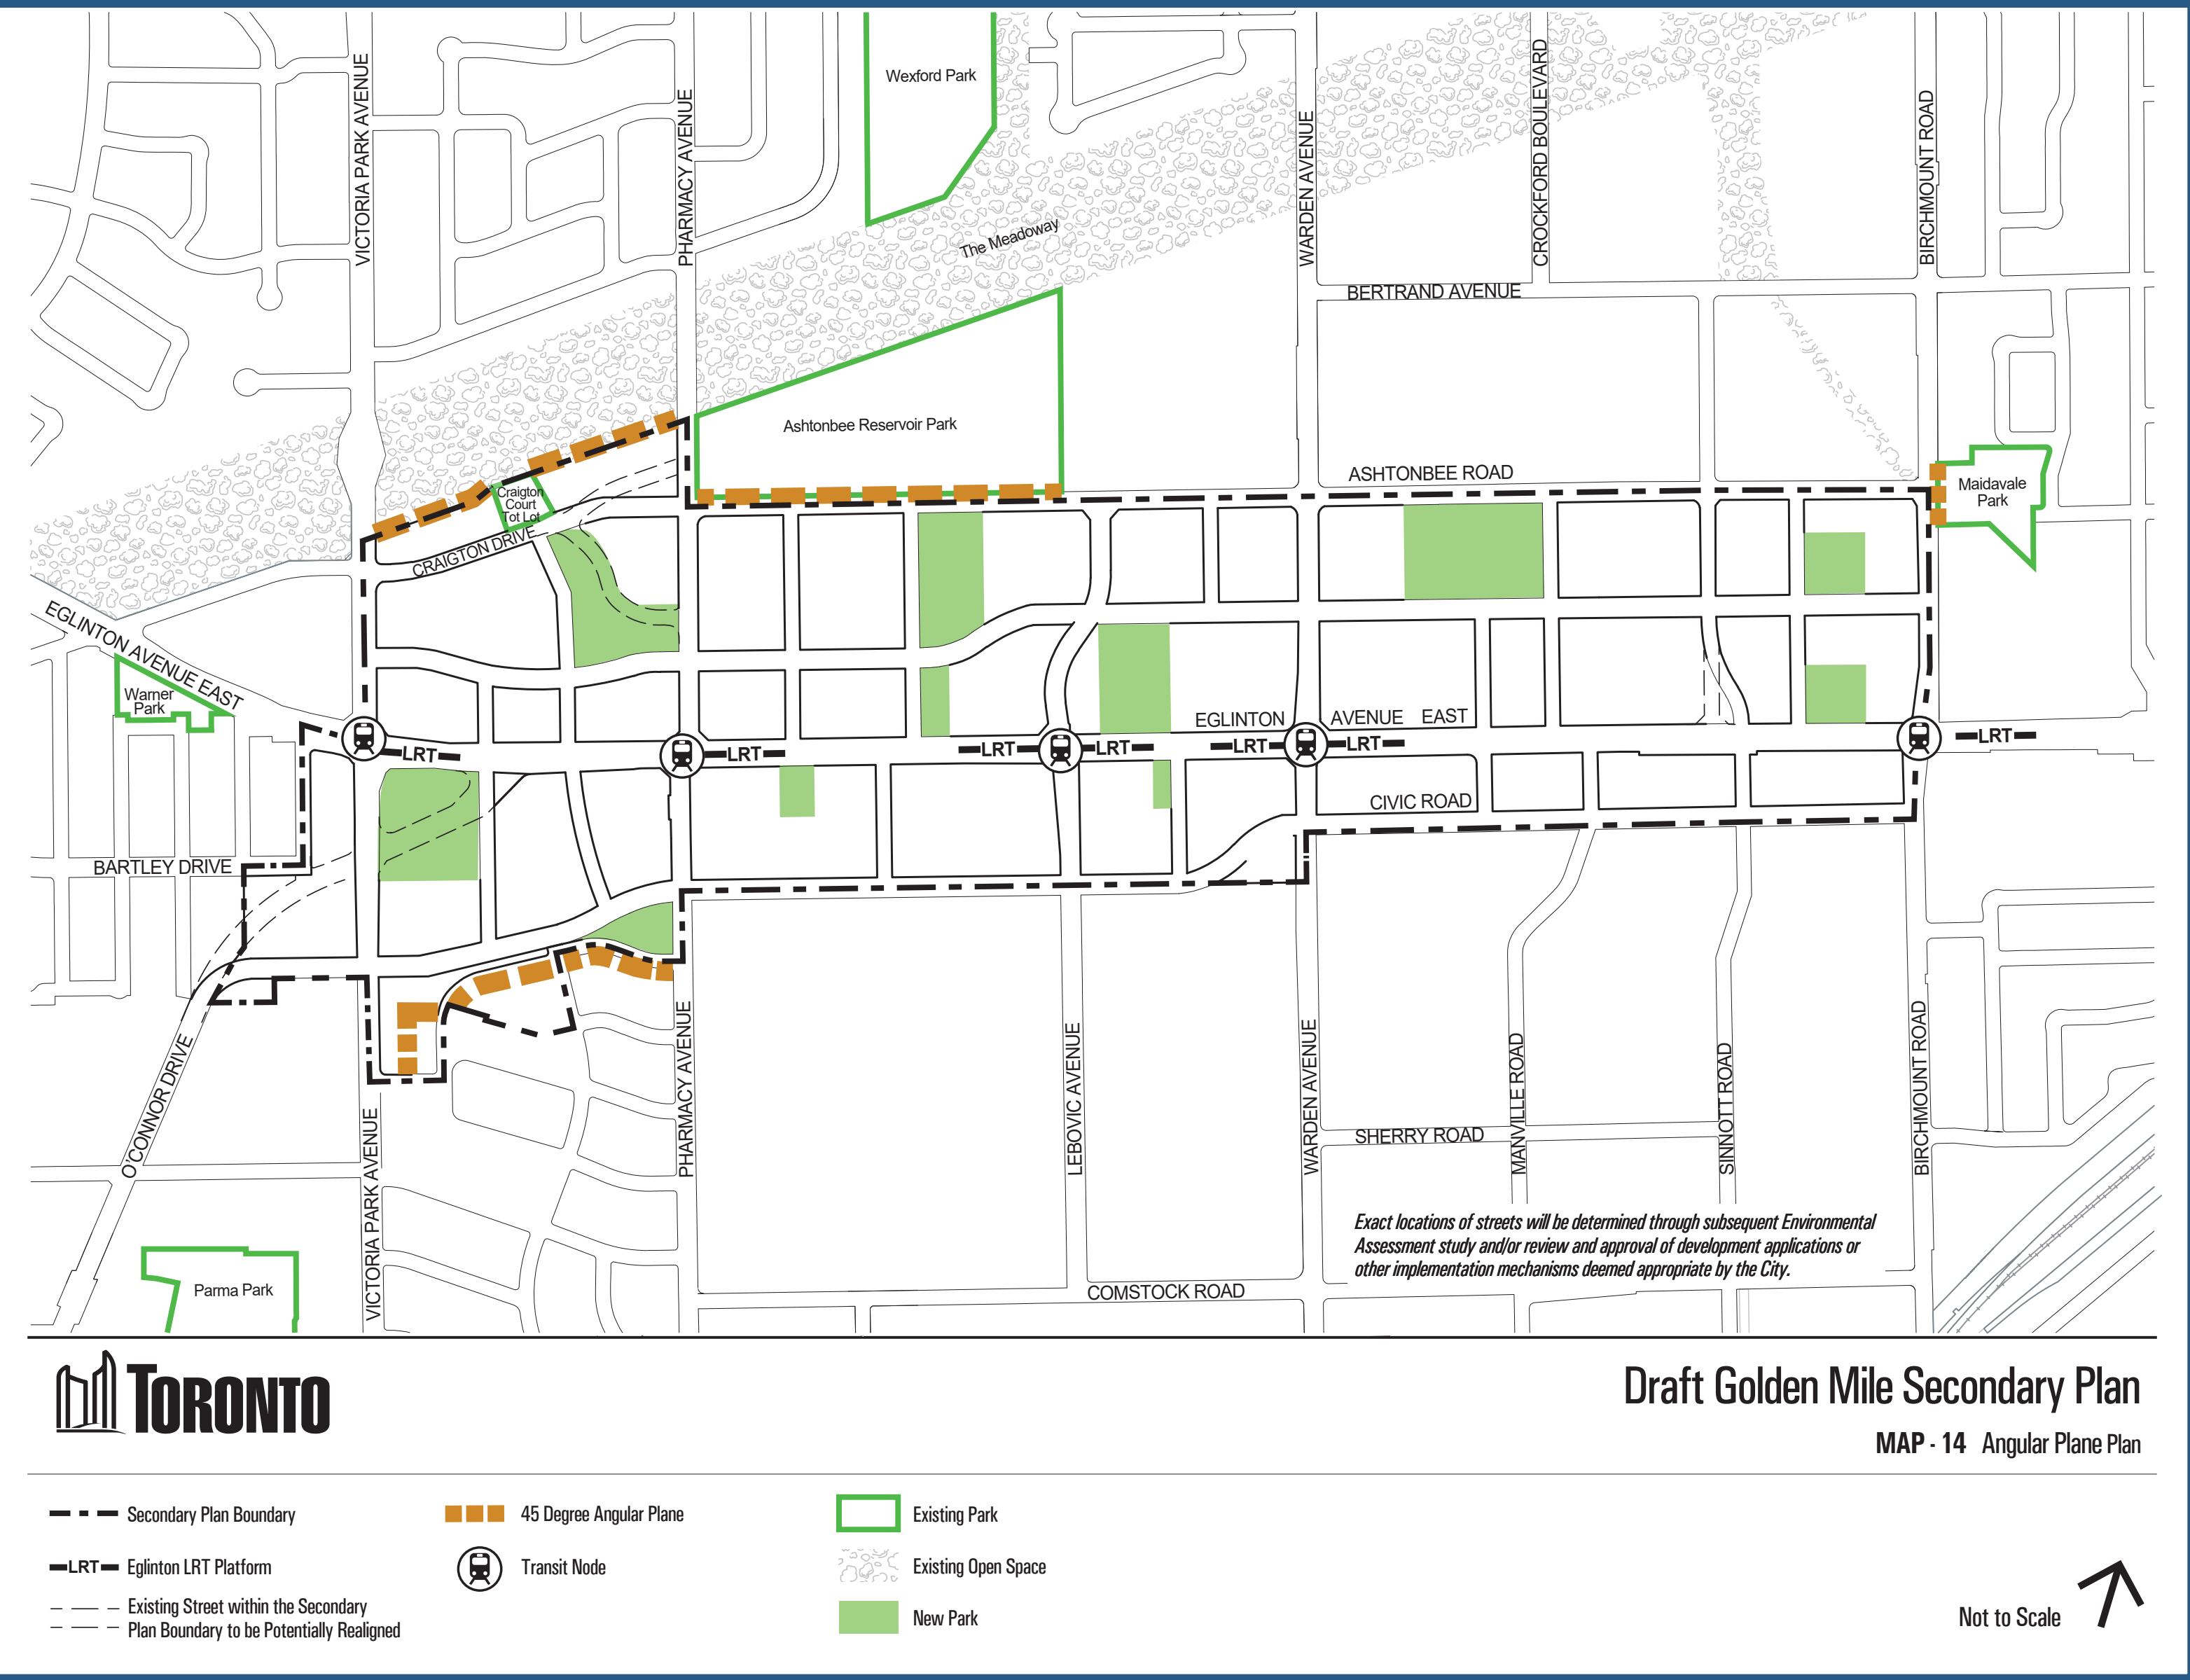 Wexford Park
VICTORIA PARK AVENUE
PHARMACY AVENUE
WARDEN AVENUE
CROCKFORD BOULEVARD
BIRCHMOUNT ROAD
The Meadoway
BERTRAND AVENUE
Ashtonbee Reservoir Park
ASHTONBEE ROAD
Craigton
Court
Tot Lot
Maidavale
Park
CRAIGTON DRIVE
EGLINTON AVENUE EAST
Warner
Park
EGLINTON AVENUE EAST
LRT
LRT
LRT
LRT
LRT
LRT
LRT
CIVIC ROAD
BARTLEY DRIVE
O'CONNOR DRIVE
VICTORIA PARK AVENUE
PHARMACY AVENUE
LEBOVIC AVENUE
WARDEN AVENUE
MANVILLE ROAD
SINNOTT ROAD
BIRCHMOUNT ROAD
SHERRY ROAD
Exact locations of streets will be determined through subsequent Environmental
Assessment study and/or review and approval of development applications or
other implementation mechanisms deemed appropriate by the City.
Parma Park
COMSTOCK ROAD
TORONTO
Draft Golden Mile Secondary Plan
MAP - 14 Angular Plane Plan
Secondary Plan Boundary
LRT Eglinton LRT Platform
Existing Street within the Secondary
Plan Boundary to be Potentially Realigned
45 Degree Angular Plane
Transit Node
Existing Park
Existing Open Space
New Park
Not to Scale